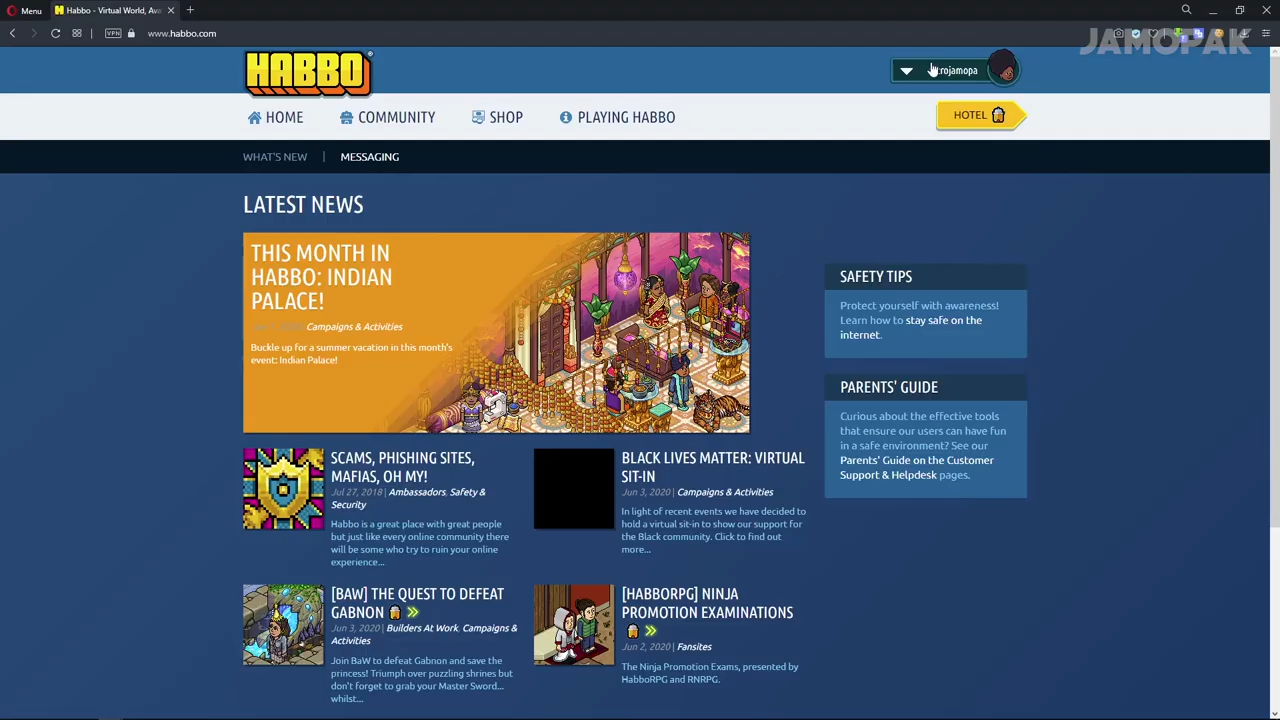 Menu
Habbo - Virtual World, Ava
VPN
www.habbo.com
JAMOPAK
HABBO
rojamopa
HOME
COMMUNITY
SHOP
PLAYING HABBO
HOTEL
WHAT'S NEW
MESSAGING
LATEST NEWS
THIS MONTH IN
HABBO: INDIAN
PALACE!
Campaigns & Activities
Buckle up for a summer vacation in this month's
event: Indian Palace!
SAFETY TIPS
Protect yourself with awareness!
Learn how to stay safe on the
internet.
PARENTS' GUIDE
Curious about the effective tools
that ensure our users can have fun
in a safe environment? See our
Parents' Guide on the Customer
Support & Helpdesk pages.
SCAMS, PHISHING SITES,
MAFIAS, OH MY!
Jul 27, 2018 | Ambassadors, Safety &
Security
Habbo is a great place with great people
but just like every online community there
will be some who try to ruin your online
experience...
BLACK LIVES MATTER: VIRTUAL
SIT-IN
Jun 3, 2020 | Campaigns & Activities
In light of recent events we have decided to
hold a virtual sit-in to show our support for
the Black community. Click to find out
more...
[BAW] THE QUEST TO DEFEAT
GABNON
Jun 3, 2020 | Builders At Work, Campaigns &
Activities
Join BaW to defeat Gabnon and save the
princess! Triumph over puzzling shrines but
don't forget to grab your Master Sword...
whilst...
[HABBORPG] NINJA
PROMOTION EXAMINATIONS
Jun 2, 2020 | Fansites
The Ninja Promotion Exams, presented by
HabboRPG and RNRPG.